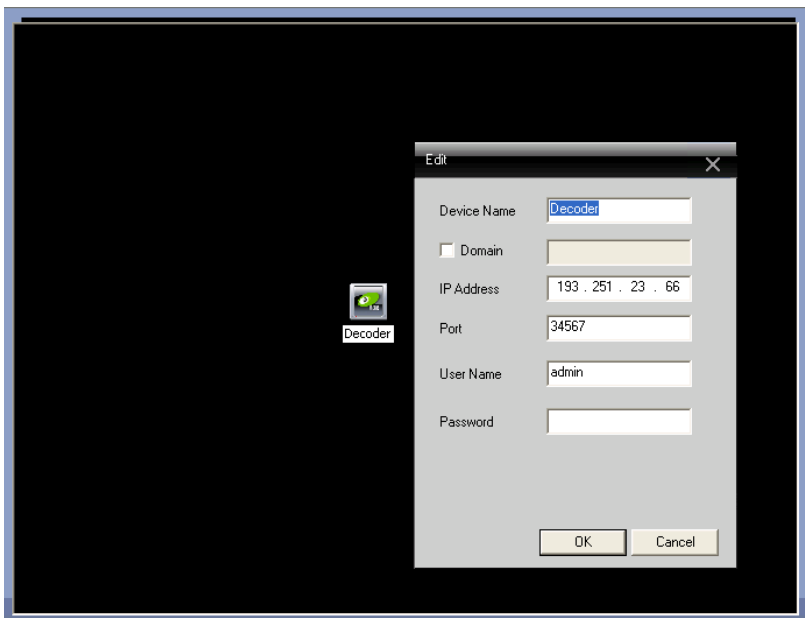 Edit
Device Name Decoder
Domain
IP Address 193 . 251 . 23 . 66
Decoder
Port 34567
User Name admin
Password
OK Cancel